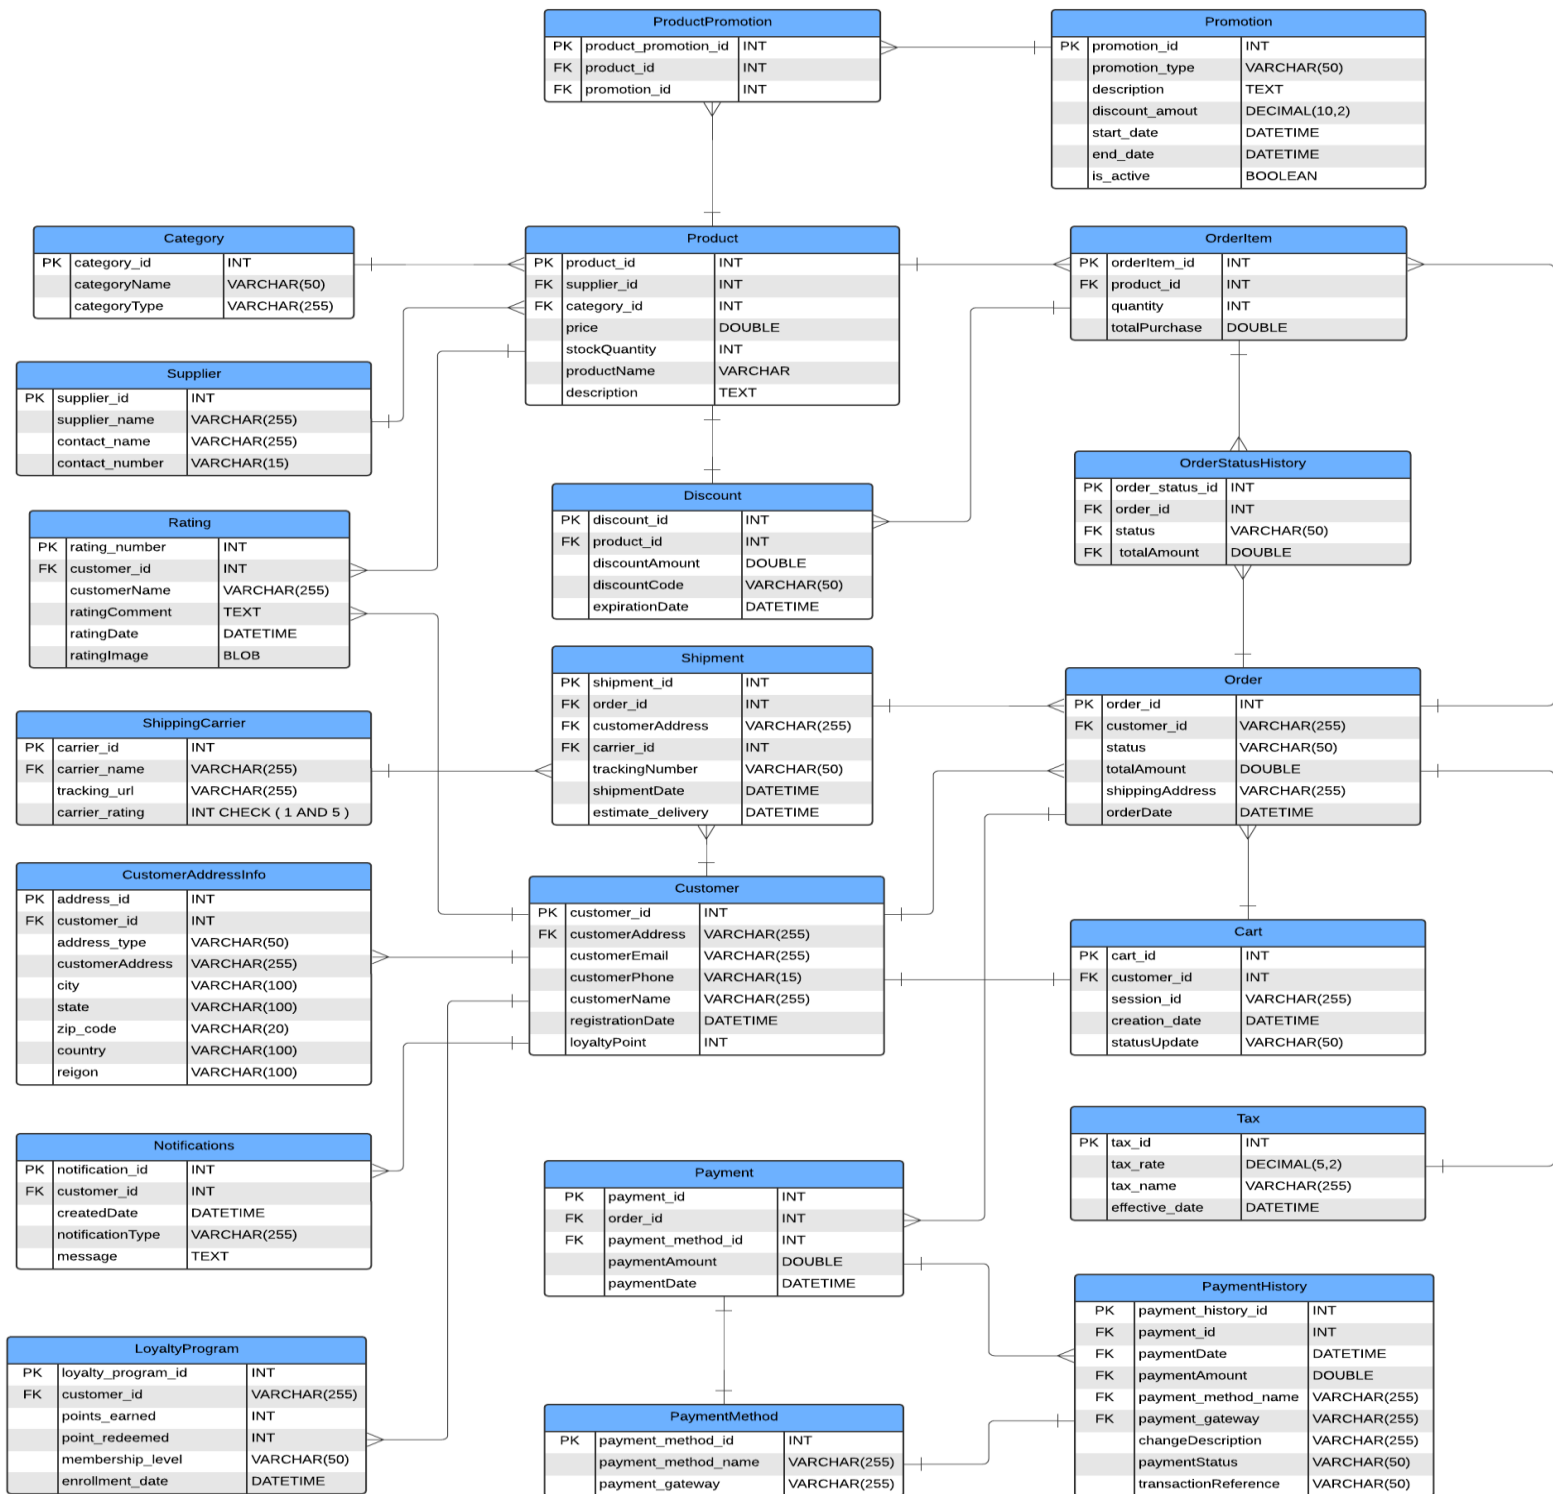 ProductPromotion
PK product_promotion_id INT
FK product_id INT
FK promotion_id INT
Promotion
PK promotion_id INT
promotion_type VARCHAR(50)
description TEXT
discount_amout DECIMAL(10,2)
start_date DATETIME
end_date DATETIME
is_active BOOLEAN
Category
PK category_id INT
categoryName VARCHAR(50)
categoryType VARCHAR(255)
Product
PK product_id INT
FK supplier_id INT
FK category_id INT
price DOUBLE
stockQuantity INT
productName VARCHAR
description TEXT
OrderItem
PK orderItem_id INT
FK product_id INT
quantity INT
totalPurchase DOUBLE
Supplier
PK supplier_id INT
supplier_name VARCHAR(255)
contact_name VARCHAR(255)
contact_number VARCHAR(15)
Discount
PK discount_id INT
FK product_id INT
discountAmount DOUBLE
discountCode VARCHAR(50)
expirationDate DATETIME
OrderStatusHistory
PK order_status_id INT
FK order_id INT
FK status VARCHAR(50)
FK totalAmount DOUBLE
Rating
PK rating_number INT
FK customer_id INT
customerName VARCHAR(255)
ratingComment TEXT
ratingDate DATETIME
ratingImage BLOB
Shipment
PK shipment_id INT
FK order_id INT
FK customerAddress VARCHAR(255)
FK carrier_id INT
trackingNumber VARCHAR(50)
shipmentDate DATETIME
estimate_delivery DATETIME
Order
PK order_id INT
FK customer_id VARCHAR(255)
status VARCHAR(50)
totalAmount DOUBLE
shippingAddress VARCHAR(255)
orderDate DATETIME
ShippingCarrier
PK carrier_id INT
FK carrier_name VARCHAR(255)
tracking_url VARCHAR(255)
carrier_rating INT CHECK ( 1 AND 5 )
CustomerAddressInfo
PK address_id INT
FK customer_id INT
address_type VARCHAR(50)
customerAddress VARCHAR(255)
city VARCHAR(100)
state VARCHAR(100)
zip_code VARCHAR(20)
country VARCHAR(100)
reigon VARCHAR(100)
Customer
PK customer_id INT
FK customerAddress VARCHAR(255)
customerEmail VARCHAR(255)
customerPhone VARCHAR(15)
customerName VARCHAR(255)
registrationDate DATETIME
loyaltyPoint INT
Cart
PK cart_id INT
FK customer_id INT
session_id VARCHAR(255)
creation_date DATETIME
statusUpdate VARCHAR(50)
Tax
PK tax_id INT
tax_rate DECIMAL(5,2)
tax_name VARCHAR(255)
effective_date DATETIME
Notifications
PK notification_id INT
FK customer_id INT
createdDate DATETIME
notificationType VARCHAR(255)
message TEXT
Payment
PK payment_id INT
FK order_id INT
FK payment_method_id INT
paymentAmount DOUBLE
paymentDate DATETIME
PaymentHistory
PK payment_history_id INT
FK payment_id INT
FK paymentDate DATETIME
FK paymentAmount DOUBLE
FK payment_method_name VARCHAR(255)
FK payment_gateway VARCHAR(255)
changeDescription VARCHAR(255)
paymentStatus VARCHAR(50)
transactionReference VARCHAR(50)
LoyaltyProgram
PK loyalty_program_id INT
FK customer_id VARCHAR(255)
points_earned INT
point_redeemed INT
membership_level VARCHAR(50)
enrollment_date DATETIME
PaymentMethod
PK payment_method_id INT
payment_method_name VARCHAR(255)
payment_gateway VARCHAR(255)